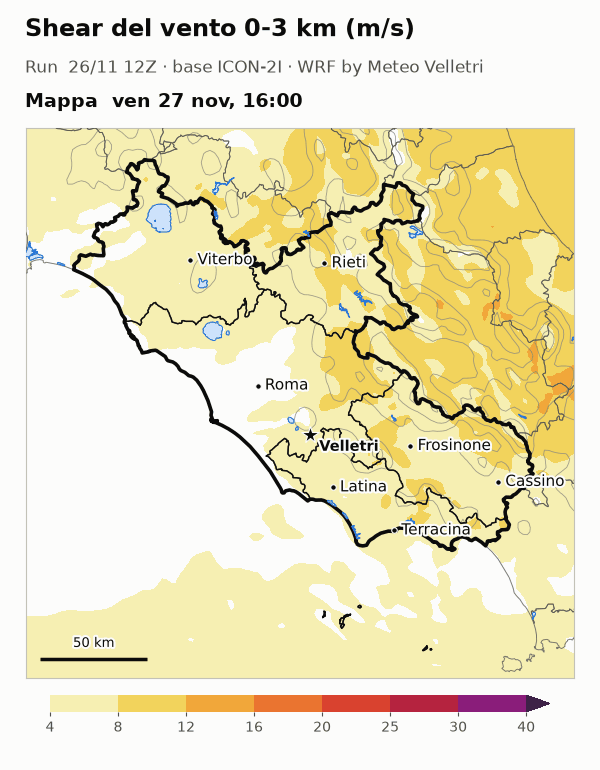 Shear del vento 0-3 km (m/s)
Run  26/11 12Z · base ICON-2I · WRF by Meteo Velletri
Mappa  ven 27 nov, 16:00
Viterbo
Rieti
Roma
Velletri
Frosinone
Latina
Cassino
Terracina
50 km
4 8 12 16 20 25 30 40